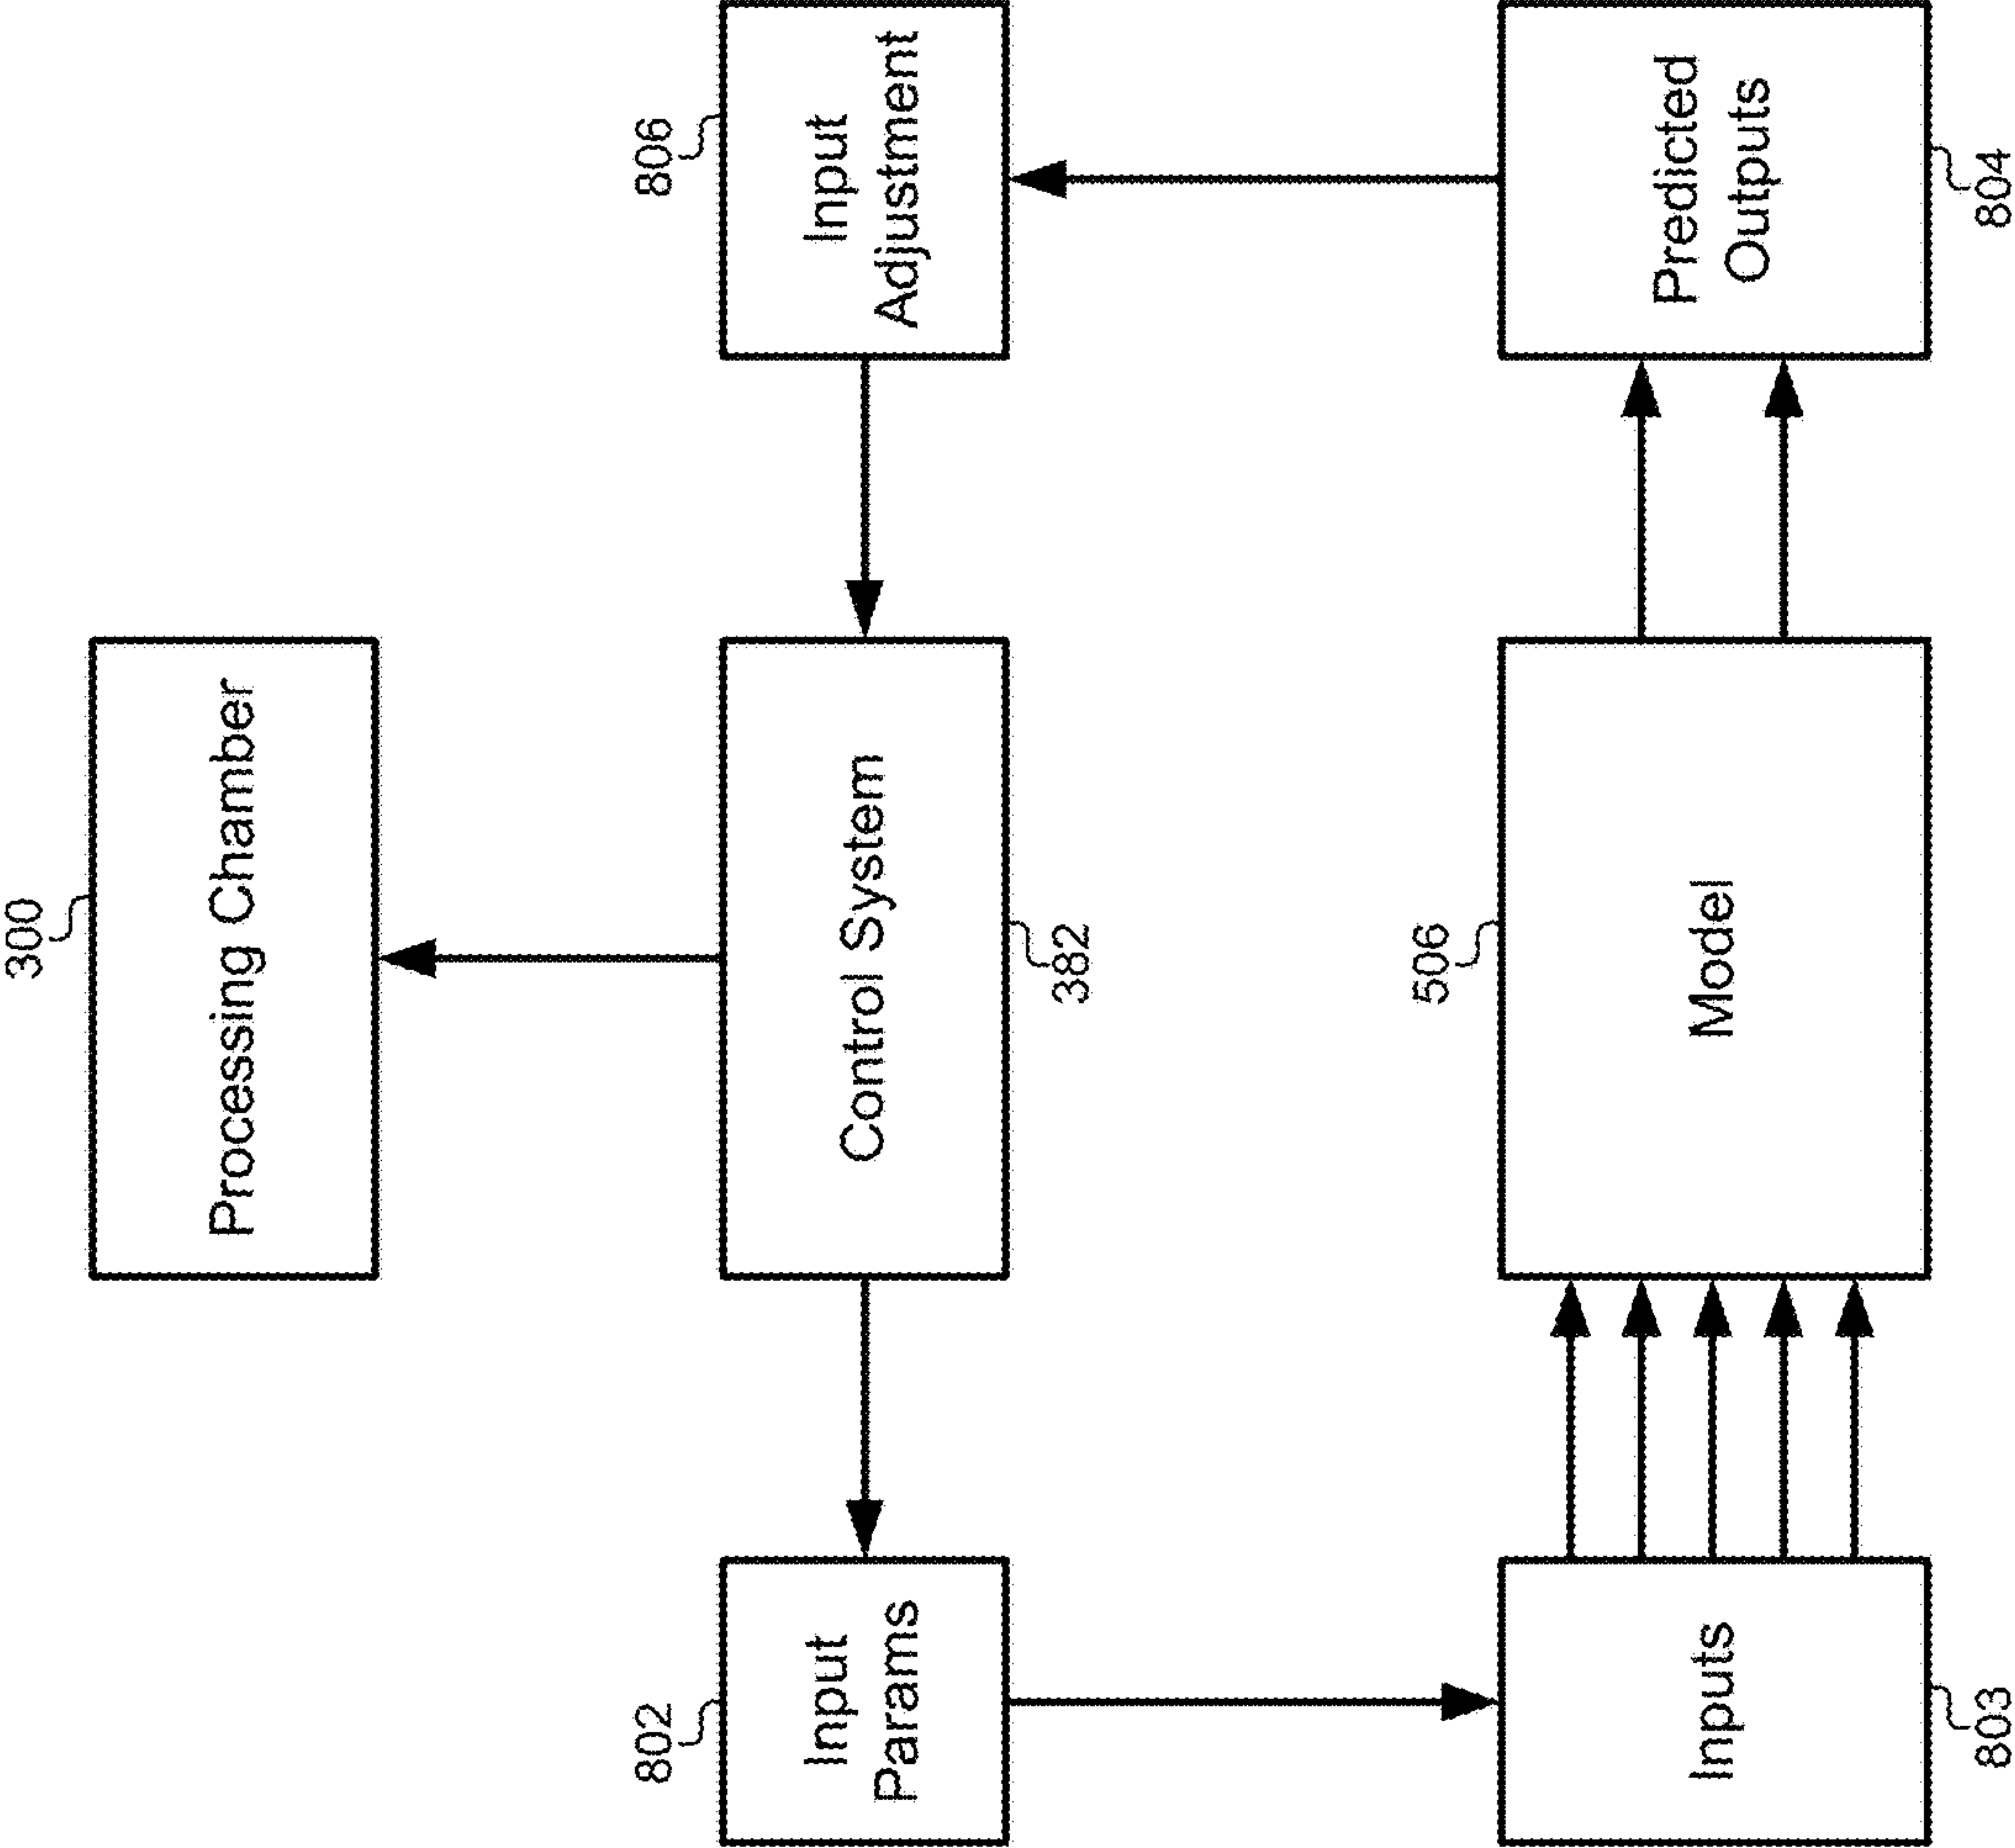 300
Processing Chamber
802
Input
Params
Control System
382
806
Input
Adjustment
Inputs
803
506
Model
Predicted
Outputs
804